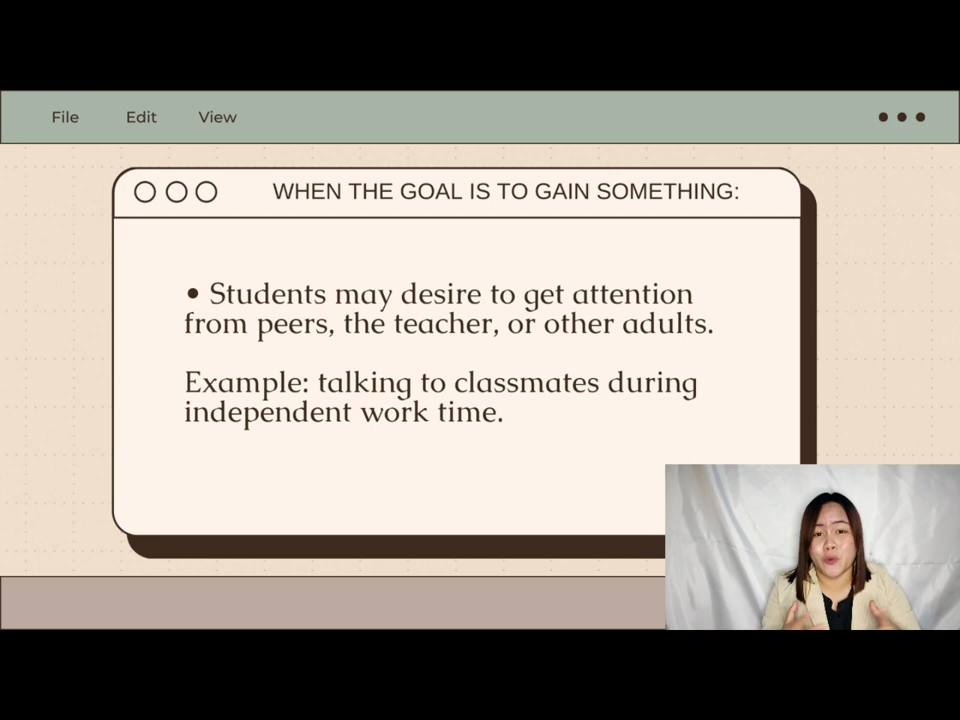 File Edit View
WHEN THE GOAL IS TO GAIN SOMETHING:
• Students may desire to get attention
from peers, the teacher, or other adults.
Example: talking to classmates during
independent work time.